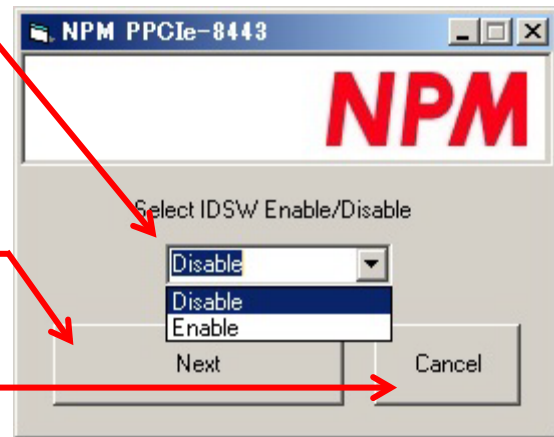 NPM PPCIe-8443
NPM
Select IDSW Enable/Disable
Disable
Disable
Enable
Next
Cancel